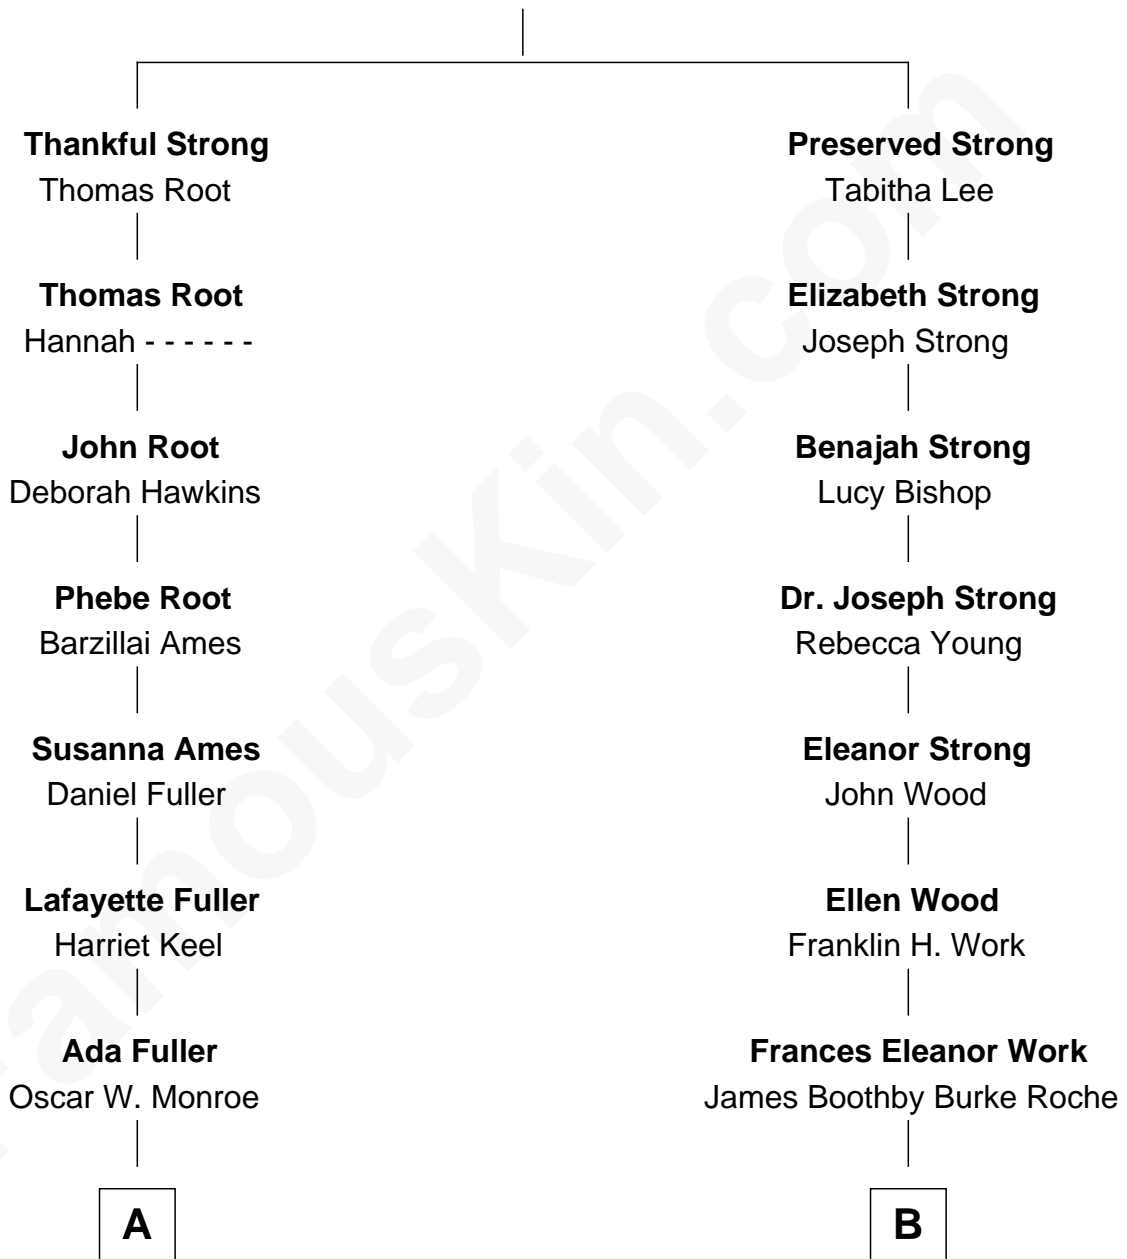 Thankful Strong
Thomas Root
Thomas Root
Hannah - - - - - -
John Root
Deborah Hawkins
Phebe Root
Barzillai Ames
Susanna Ames
Daniel Fuller
Lafayette Fuller
Harriet Keel
Ada Fuller
Oscar W. Monroe
A
Preserved Strong
Tabitha Lee
Elizabeth Strong
Joseph Strong
Benajah Strong
Lucy Bishop
Dr. Joseph Strong
Rebecca Young
Eleanor Strong
John Wood
Ellen Wood
Franklin H. Work
Frances Eleanor Work
James Boothby Burke Roche
B
FamousKin.com